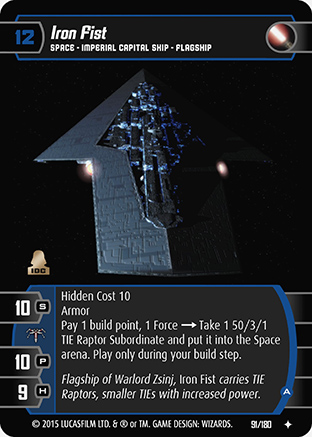 12
Iron Fist
SPACE - IMPERIAL CAPITAL SHIP - FLAGSHIP
IDC
10 S
10 P
9 H
Hidden Cost 10
Armor
Pay 1 build point, 1 Force → Take 1 50/3/1
TIE Raptor Subordinate and put it into the Space
arena. Play only during your build step.
Flagship of Warlord Zsinj, Iron Fist carries TIE
Raptors, smaller TIEs with increased power.
A
© 2015 LUCASFILM LTD. & ® or TM. GAME DESIGN: WIZARDS.
91/180